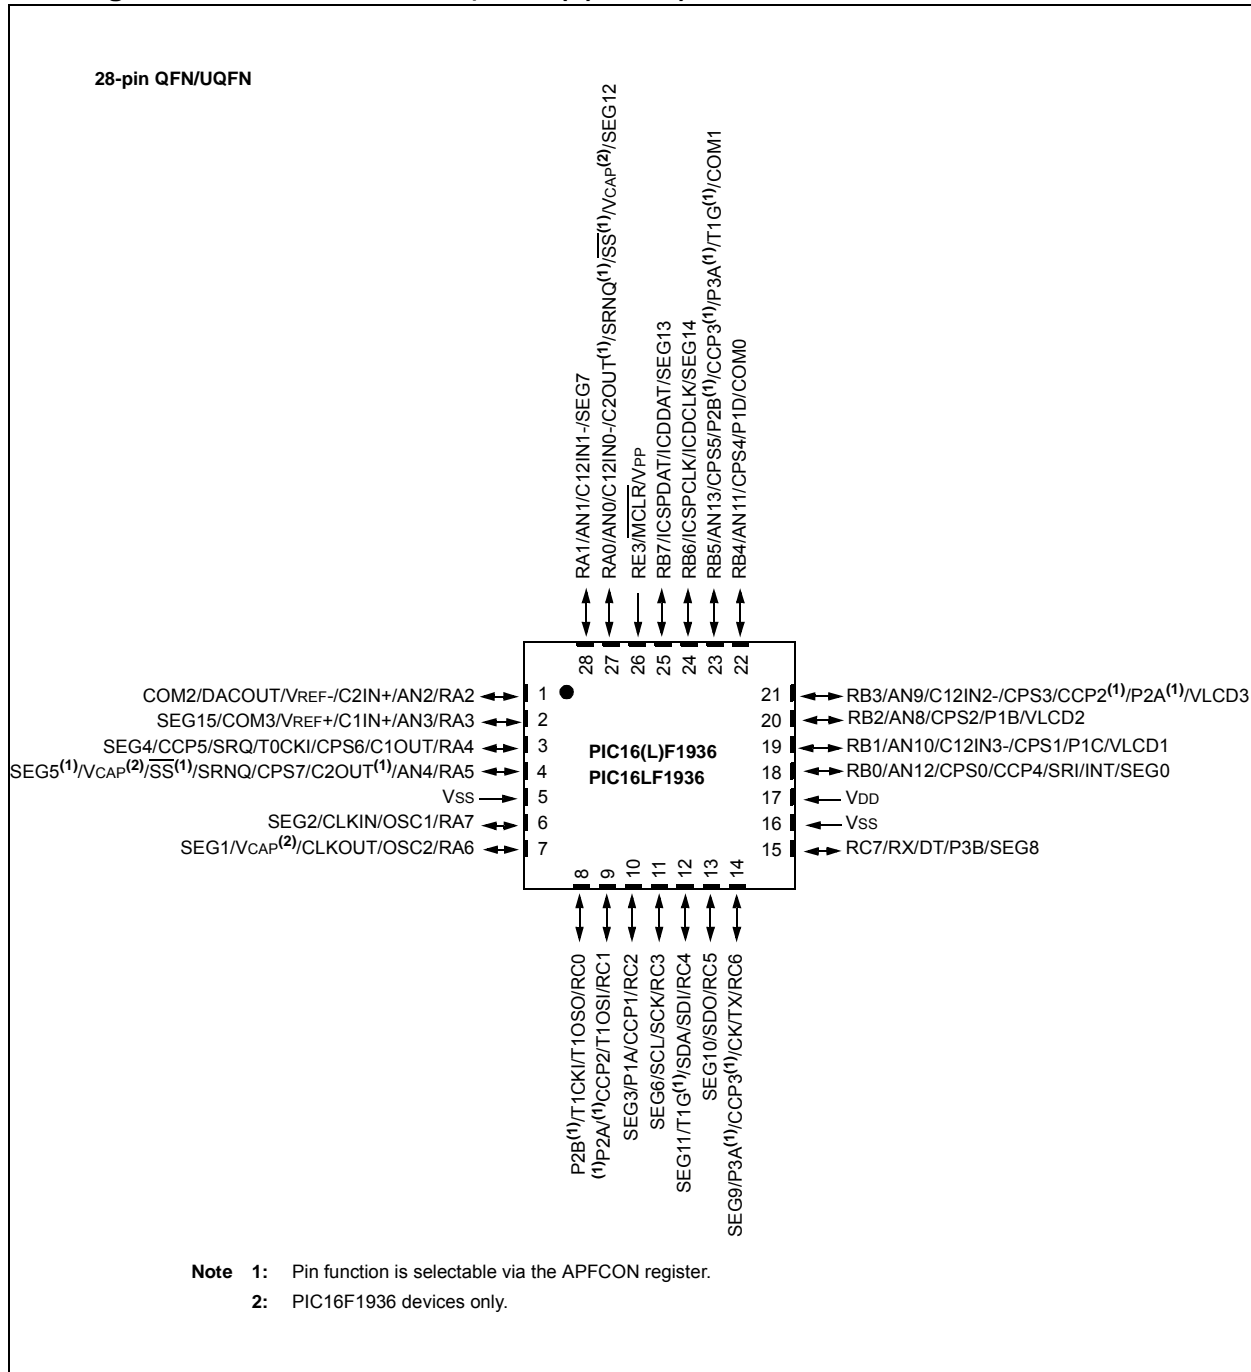 28-pin QFN/UQFN
RA1/AN1/C12IN1-/SEG7
RA0/AN0/C12IN0-/C2OUT(1)/SRNQ(1)/SS(1)/VCAP(2)/SEG12
RE3/MCLR/VPP
RB7/ICSPDAT/ICDDAT/SEG13
RB6/ICSPCLK/ICDCLK/SEG14
RB5/AN13/CPS5/P2B(1)/CCP3(1)/P3A(1)/T1G(1)/COM1
RB4/AN11/CPS4/P1D/COM0
28 27 26 25 24 23 22
COM2/DACOUT/VREF-/C2IN+/AN2/RA2 1
SEG15/COM3/VREF+/C1IN+/AN3/RA3 2
SEG4/CCP5/SRQ/T0CKI/CPS6/C1OUT/RA4 3
SEG5(1)/VCAP(2)/SS(1)/SRNQ/CPS7/C2OUT(1)/AN4/RA5 4
VSS 5
SEG2/CLKIN/OSC1/RA7 6
SEG1/VCAP(2)/CLKOUT/OSC2/RA6 7
PIC16(L)F1936
PIC16LF1936
21 RB3/AN9/C12IN2-/CPS3/CCP2(1)/P2A(1)/VLCD3
20 RB2/AN8/CPS2/P1B/VLCD2
19 RB1/AN10/C12IN3-/CPS1/P1C/VLCD1
18 RB0/AN12/CPS0/CCP4/SRI/INT/SEG0
17 VDD
16 VSS
15 RC7/RX/DT/P3B/SEG8
8 9 10 11 12 13 14
P2B(1)/T1CKI/T1OSO/RC0
(1)P2A/(1)CCP2/T1OSI/RC1
SEG3/P1A/CCP1/RC2
SEG6/SCL/SCK/RC3
SEG11/T1G(1)/SDA/SDI/RC4
SEG10/SDO/RC5
SEG9/P3A(1)/CCP3(1)/CK/TX/RC6
Note 1: Pin function is selectable via the APFCON register.
2: PIC16F1936 devices only.